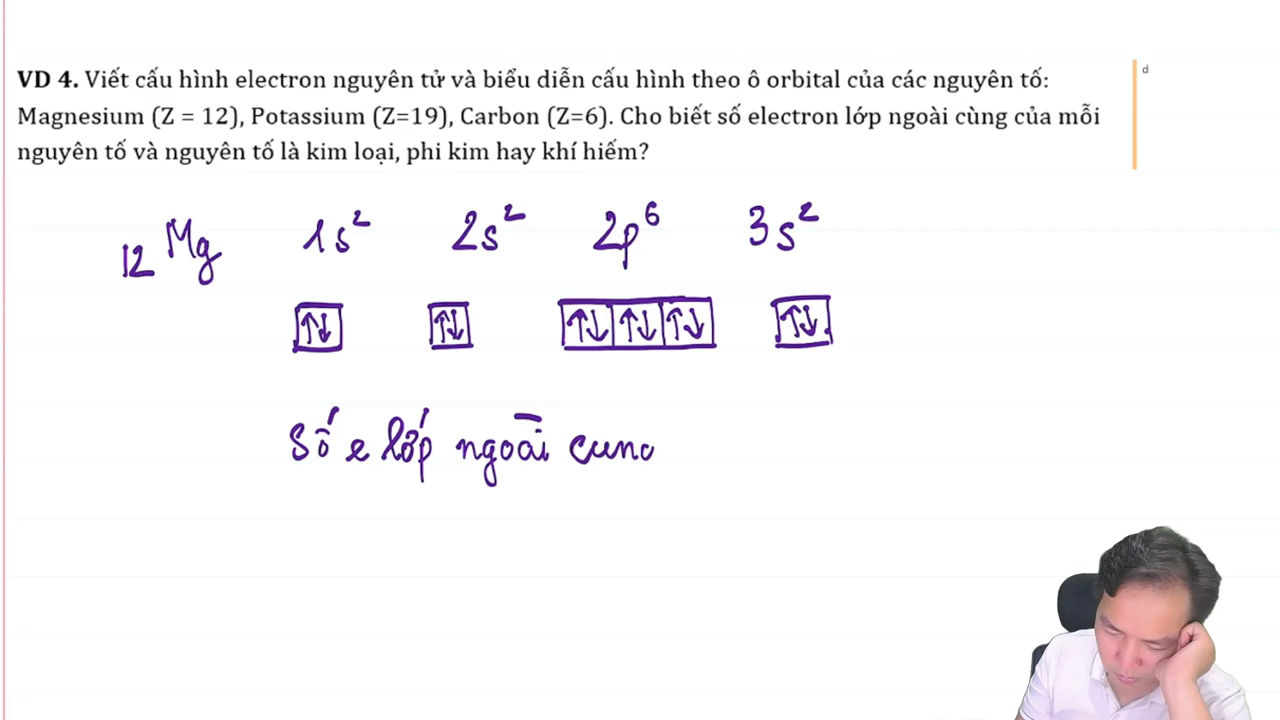 VD 4. Viết cấu hình electron nguyên tử và biểu diễn cấu hình theo ô orbital của các nguyên tố:
Magnesium (Z = 12), Potassium (Z=19), Carbon (Z=6). Cho biết số electron lớp ngoài cùng của mỗi
nguyên tố và nguyên tố là kim loại, phi kim hay khí hiếm?
d
₁₂Mg 1s² 2s² 2p⁶ 3s²
↑↓ ↑↓ ↑↓ ↑↓ ↑↓ ↑↓
Số e lớp ngoài cunc